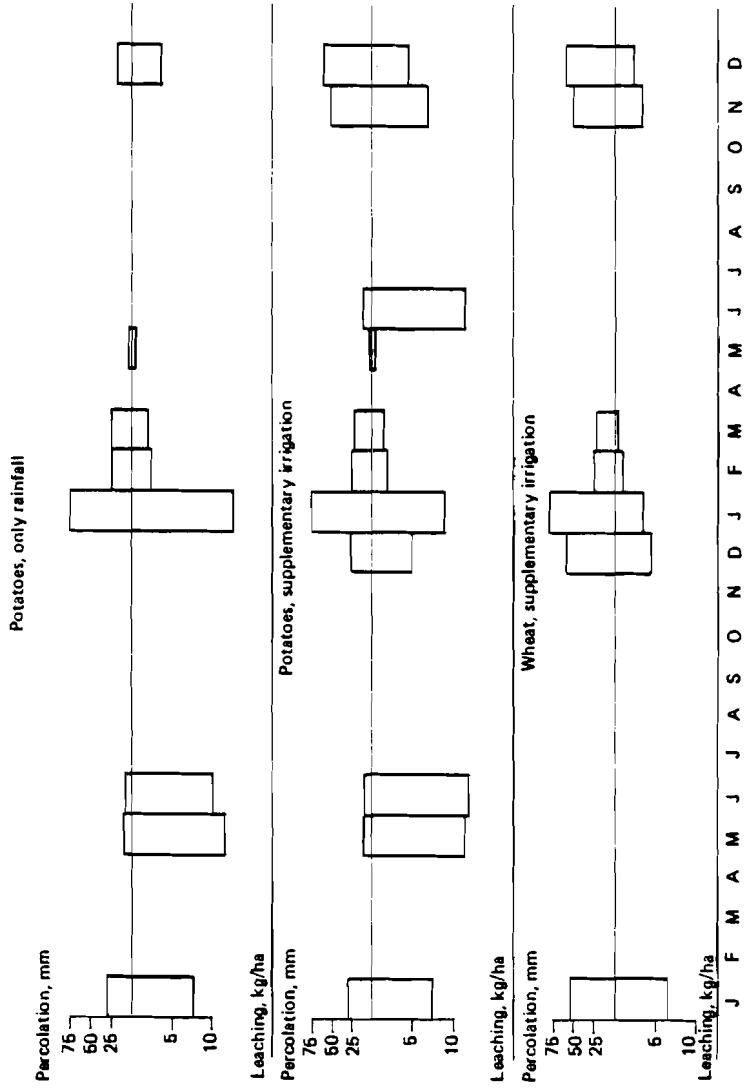 Potatoes, only rainfall
Percolation, mm
75 50 25 5 10
Leaching, kg/ha
Potatoes, supplementary irrigation
Percolation, mm
75 50 25 5 10
Leaching, kg/ha
Wheat, supplementary irrigation
Percolation, mm
75 50 25 5 10
Leaching, kg/ha
J F M A M J J A S O N D J F M A M J J A S O N D